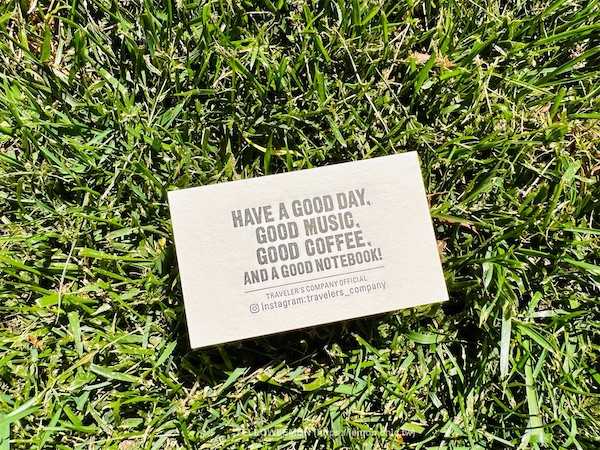 HAVE A GOOD DAY,
GOOD MUSIC,
GOOD COFFEE,
AND A GOOD NOTEBOOK!
TRAVELER'S COMPANY OFFICIAL
Instagram:travelers_company